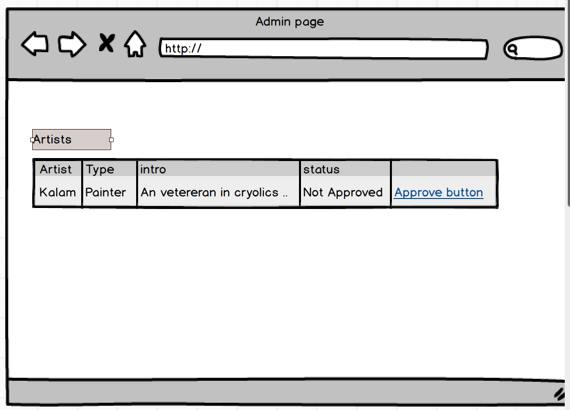 Admin page
http://
Artists
Artist Type intro status
Kalam Painter An vetereran in cryolics .. Not Approved Approve button